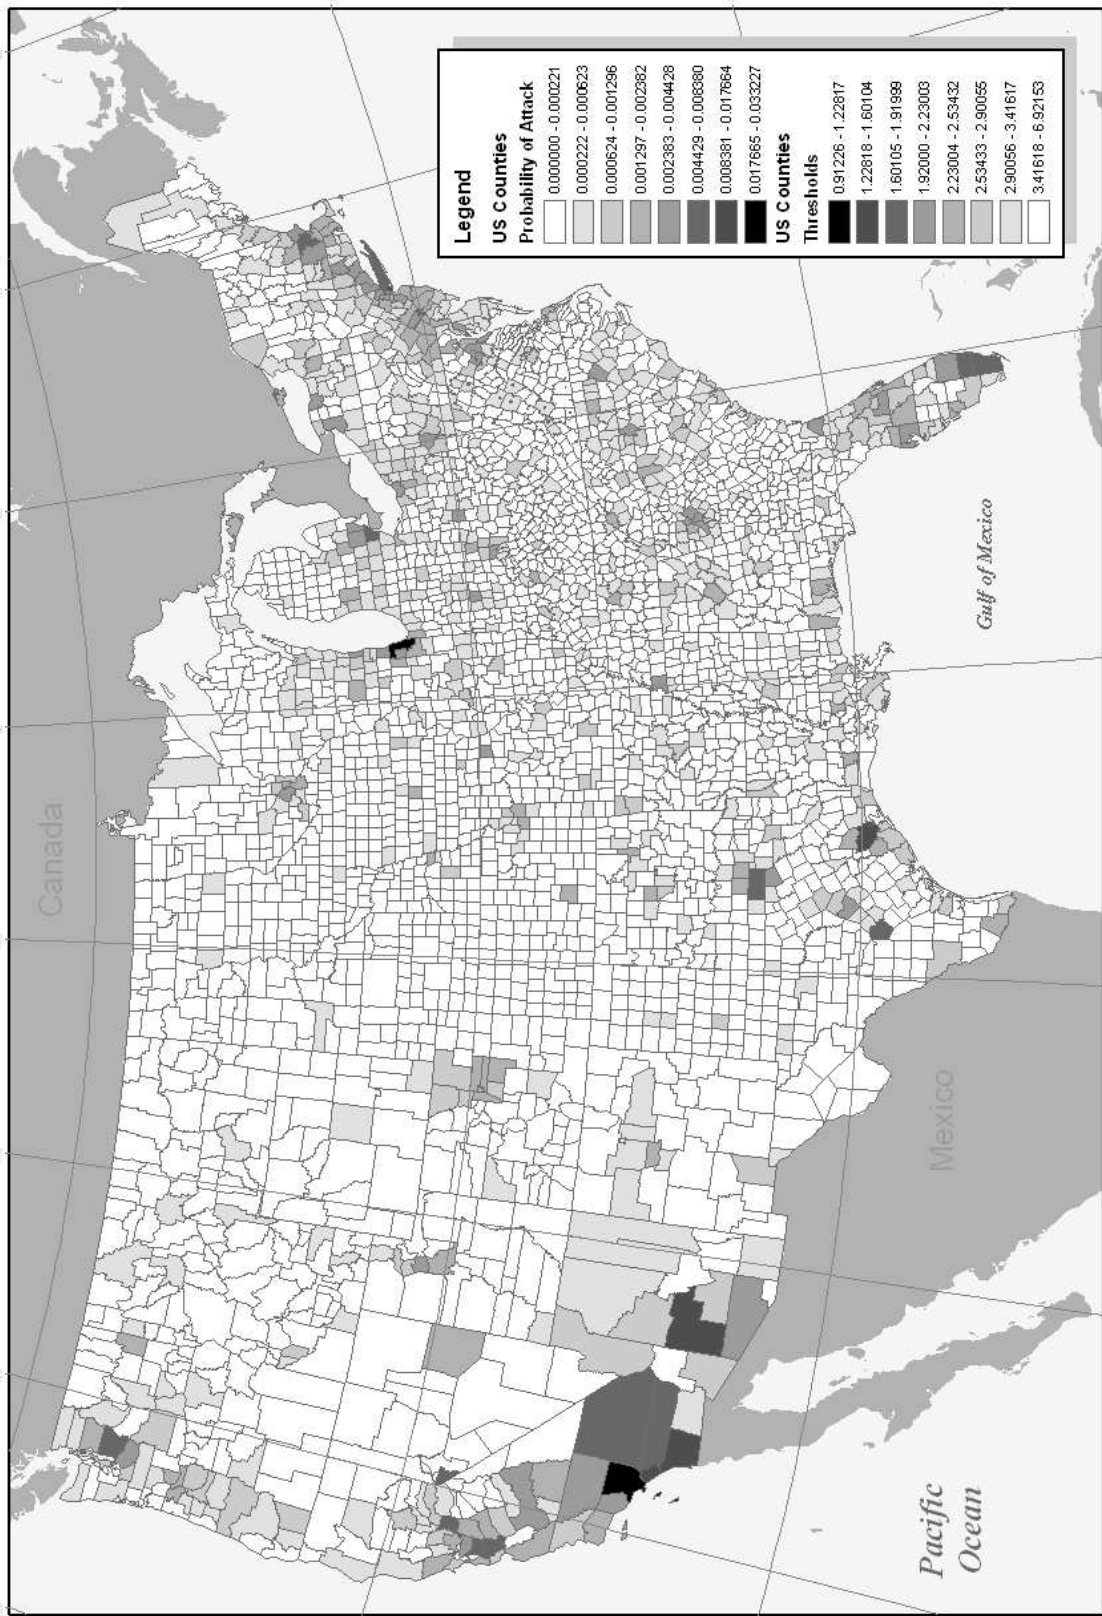 Canada
Mexico
Gulf of Mexico
Pacific
Ocean
Legend
US Counties
Probability of Attack
0.000000 - 0.000221
0.000222 - 0.000623
0.000624 - 0.001296
0.001297 - 0.002382
0.002383 - 0.004428
0.004429 - 0.008380
0.008381 - 0.017664
0.017665 - 0.033227
US Counties
Thresholds
0.91226 - 1.22817
1.22818 - 1.60104
1.60105 - 1.91999
1.92000 - 2.23003
2.23004 - 2.53432
2.53433 - 2.90055
2.90056 - 3.41617
3.41618 - 6.92153